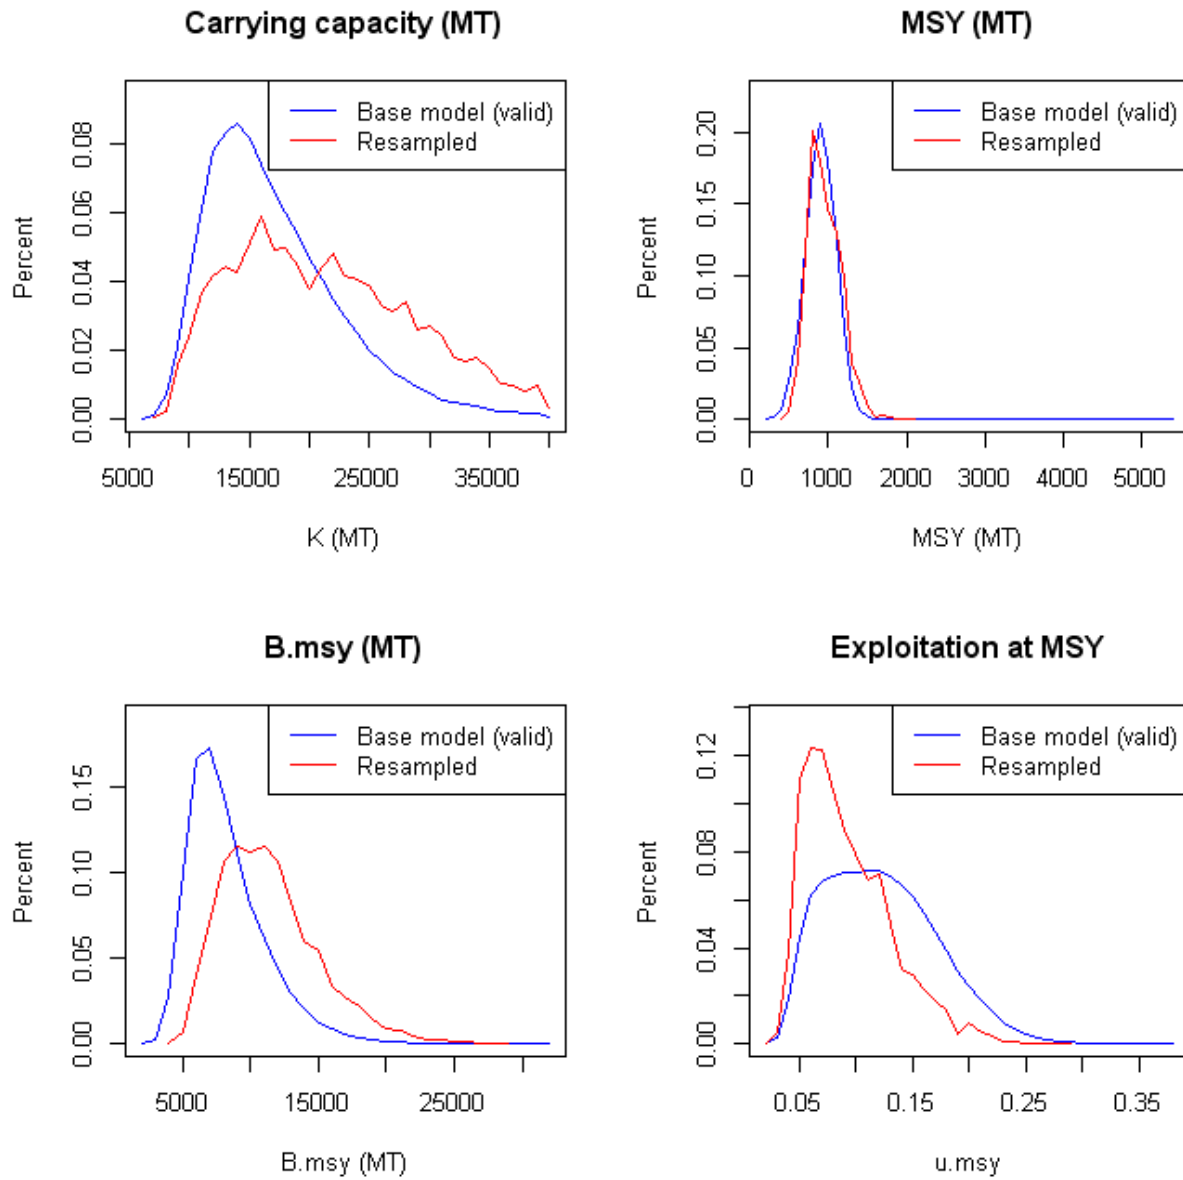 Carrying capacity (MT)
Base model (valid)
Resampled
Percent
0.00
0.02
0.04
0.06
0.08
5000
15000
25000
35000
K (MT)
MSY (MT)
Base model (valid)
Resampled
Percent
0.00
0.05
0.10
0.15
0.20
0
1000
2000
3000
4000
5000
MSY (MT)
B.msy (MT)
Base model (valid)
Resampled
Percent
0.00
0.05
0.10
0.15
5000
15000
25000
B.msy (MT)
Exploitation at MSY
Base model (valid)
Resampled
Percent
0.00
0.04
0.08
0.12
0.05
0.15
0.25
0.35
u.msy